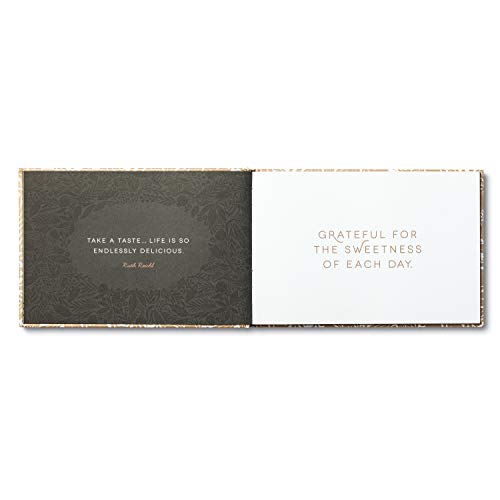 TAKE A TASTE... LIFE IS SO
ENDLESSLY DELICIOUS.
Ruth Reichl
GRATEFUL FOR
THE SWEETNESS
OF EACH DAY.